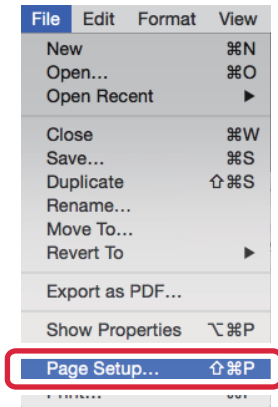 File Edit Format View
New ⌘N
Open... ⌘O
Open Recent ▶
Close ⌘W
Save... ⌘S
Duplicate ⇧⌘S
Rename...
Move To...
Revert To ▶
Export as PDF...
Show Properties ⌥⌘P
Page Setup... ⇧⌘P